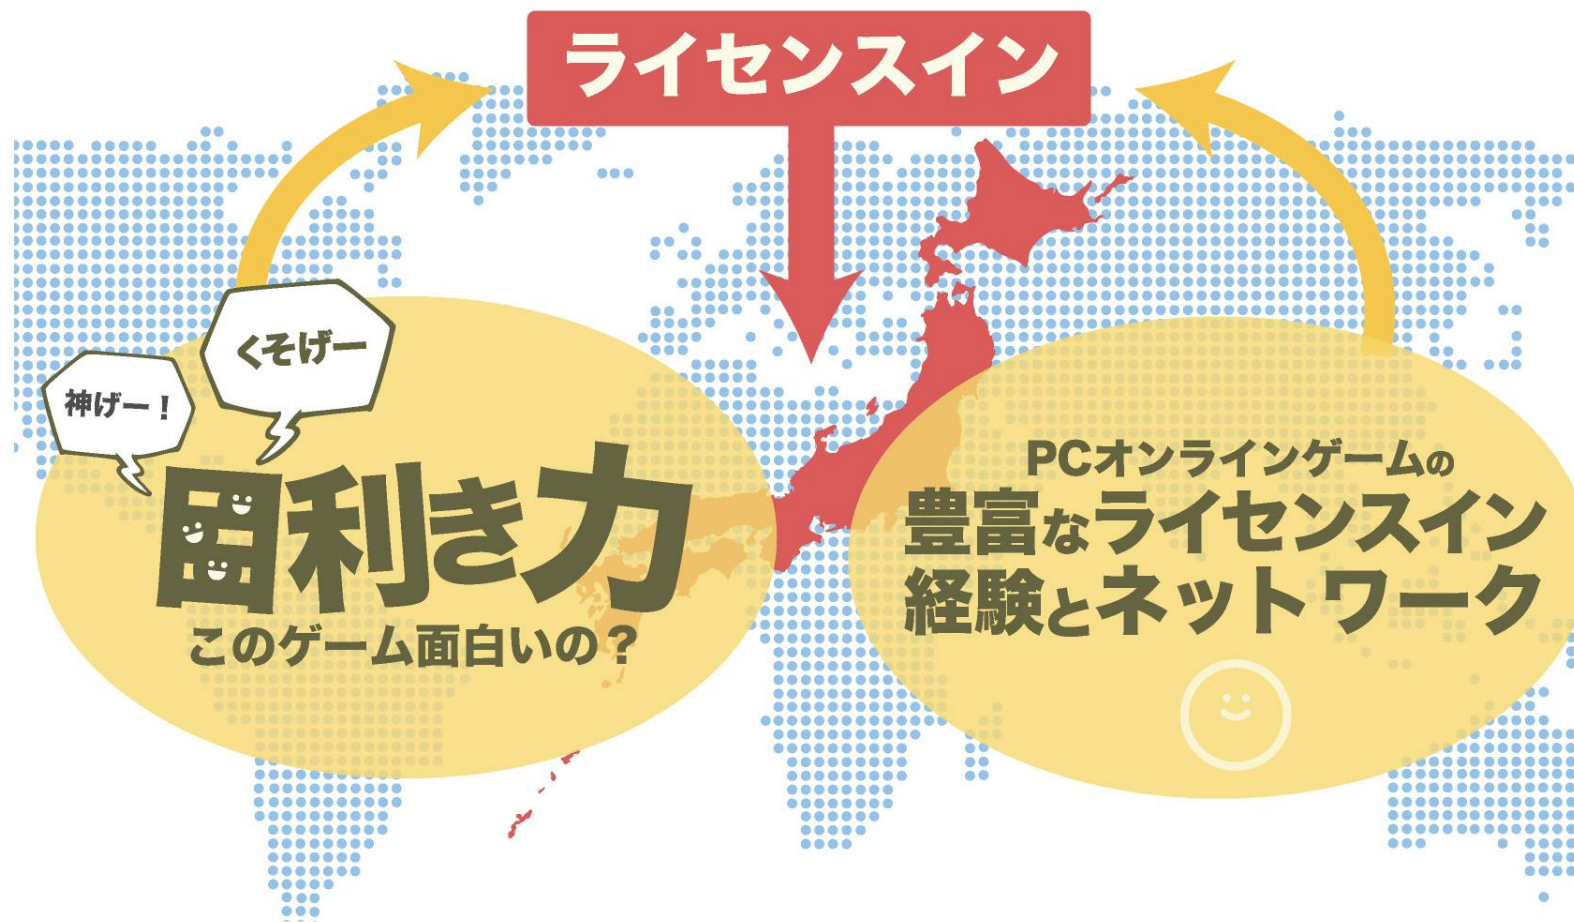 ライセンスイン
くそげー
神げー！
目利き力
このゲーム面白いの？
PCオンラインゲームの
豊富なライセンスイン
経験とネットワーク